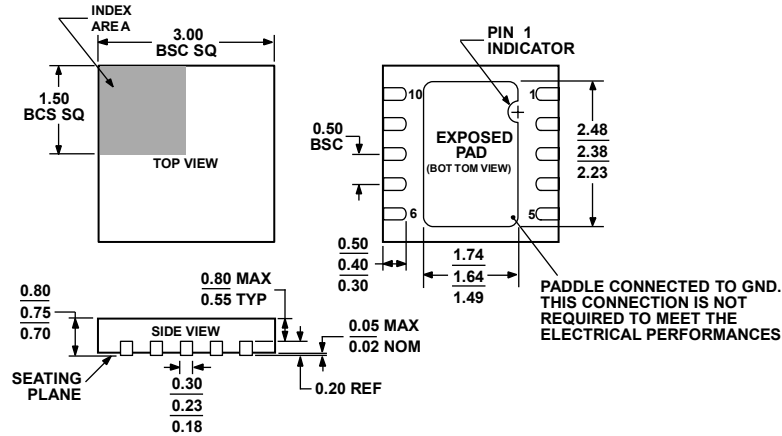 INDEX
AREA
3.00
BSC SQ
1.50
BCS SQ
TOP VIEW
PIN 1
INDICATOR
10
1
0.50
BSC
EXPOSED
PAD
(BOT TOM VIEW)
2.48
2.38
2.23
6
5
0.50
0.40
0.30
1.74
1.64
1.49
PADDLE CONNECTED TO GND.
THIS CONNECTION IS NOT
REQUIRED TO MEET THE
ELECTRICAL PERFORMANCES
0.80
0.75
0.70
0.80 MAX
0.55 TYP
SIDE VIEW
0.05 MAX
0.02 NOM
SEATING
PLANE
0.30
0.23
0.18
0.20 REF